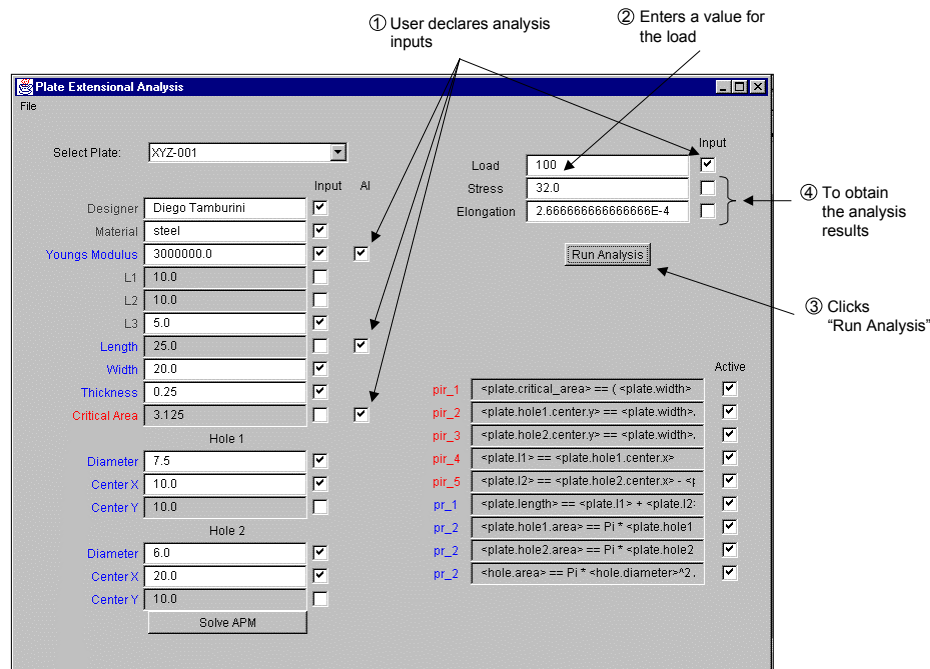 ① User declares analysis
inputs
② Enters a value for
the load
Plate Extensional Analysis
File
Select Plate: XYZ-001
Input AI
Designer Diego Tamburini
Material steel
Youngs Modulus 3000000.0
L1 10.0
L2 10.0
L3 5.0
Length 25.0
Width 20.0
Thickness 0.25
Critical Area 3.125
Hole 1
Diameter 7.5
Center X 10.0
Center Y 10.0
Hole 2
Diameter 6.0
Center X 20.0
Center Y 10.0
Solve APM
Input
Load 100
Stress 32.0
Elongation 2.666666666666666E-4
Run Analysis
④ To obtain
the analysis
results
③ Clicks
“Run Analysis”
Active
pir_1 <plate.critical_area> == ( <plate.width>
pir_2 <plate.hole1.center.y> == <plate.width>.
pir_3 <plate.hole2.center.y> == <plate.width>.
pir_4 <plate.l1> == <plate.hole1.center.x>
pir_5 <plate.l2> == <plate.hole2.center.x> - <p
pr_1 <plate.length> == <plate.l1> + <plate.l2>
pr_2 <plate.hole1.area> == Pi * <plate.hole1
pr_2 <plate.hole2.area> == Pi * <plate.hole2
pr_2 <hole.area> == Pi * <hole.diameter>^2.